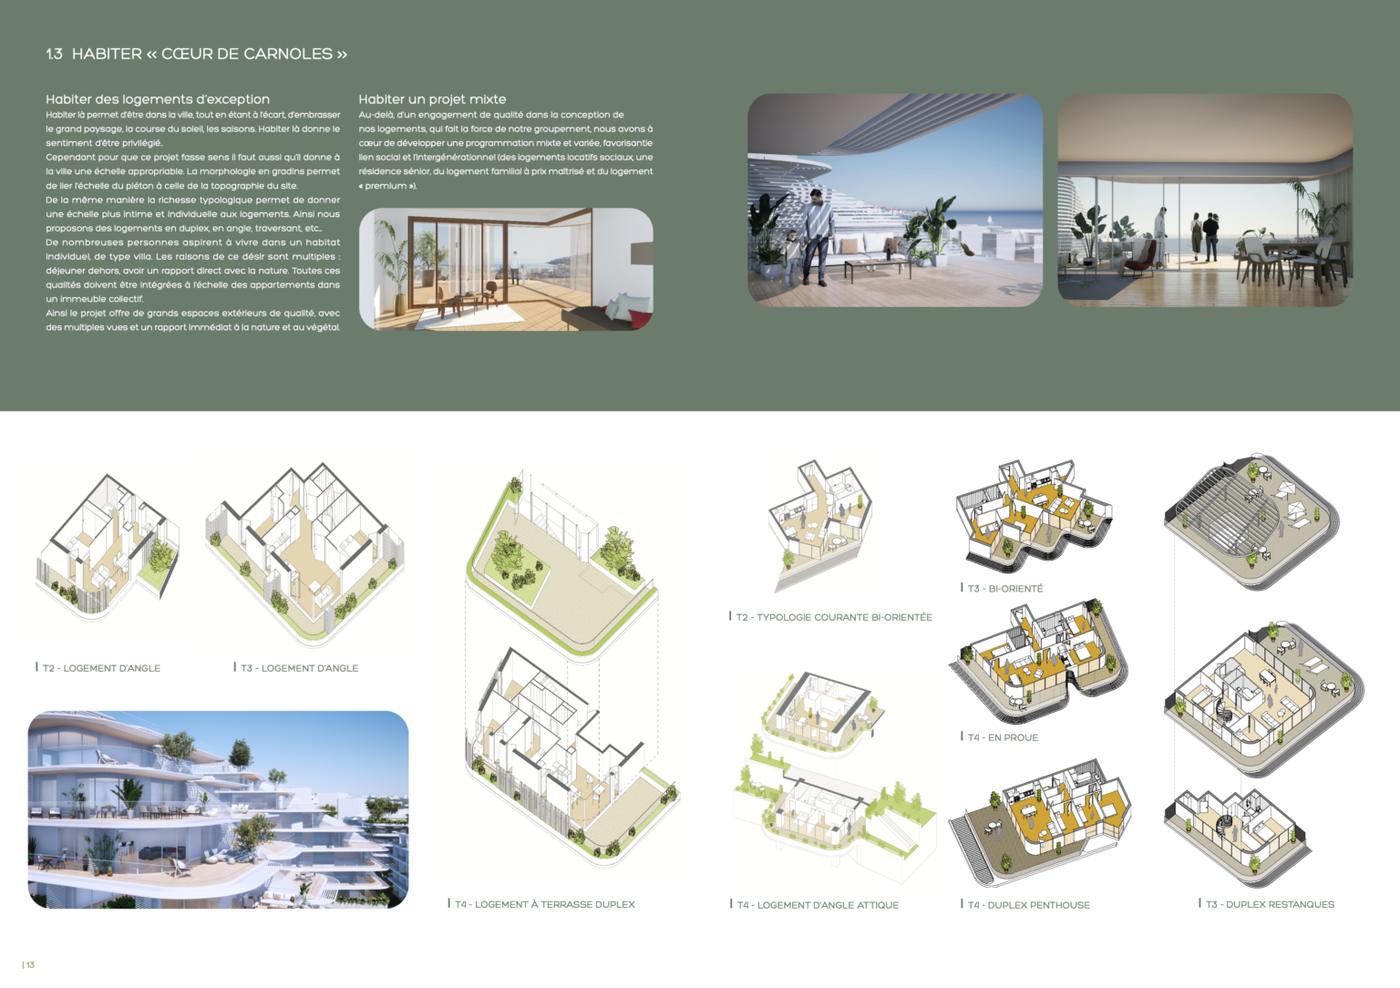 1.3 HABITER « CŒUR DE CARNOLES »
Habiter des logements d'exception
Habiter là permet d'être dans la ville, tout en étant à l'écart, d'embrasser
le grand paysage, la course du soleil, les saisons. Habiter là donne le
sentiment d'être privilégié..
Cependant pour que ce projet fasse sens il faut aussi qu'il donne à
la ville une échelle appropriable. La morphologie en gradins permet
de lier l'échelle du piéton à celle de la topographie du site.
De la même manière la richesse typologique permet de donner
une échelle plus intime et individuelle aux logements. Ainsi nous
proposons des logements en duplex, en angle, traversant, etc..
De nombreuses personnes aspirent à vivre dans un habitat
individuel, de type villa. Les raisons de ce désir sont multiples :
déjeuner dehors, avoir un rapport direct avec la nature. Toutes ces
qualités doivent être intégrées à l'échelle des appartements dans
un immeuble collectif.
Ainsi le projet offre de grands espaces extérieurs de qualité, avec
des multiples vues et un rapport immédiat à la nature et au végétal.
Habiter un projet mixte
Au-delà, d'un engagement de qualité dans la conception de
nos logements, qui fait la force de notre groupement, nous avons à
cœur de développer une programmation mixte et variée, favorisantle
lien social et l'intergénérationnel (des logements locatifs sociaux, une
résidence sénior, du logement familial à prix maîtrisé et du logement
« premium »).
T2 - LOGEMENT D'ANGLE
T3 - LOGEMENT D'ANGLE
T4 - LOGEMENT À TERRASSE DUPLEX
T2 - TYPOLOGIE COURANTE BI-ORIENTÉE
T3 - BI-ORIENTÉ
T4 - EN PROUE
T4 - LOGEMENT D'ANGLE ATTIQUE
T4 - DUPLEX PENTHOUSE
T3 - DUPLEX RESTANQUES
| 13